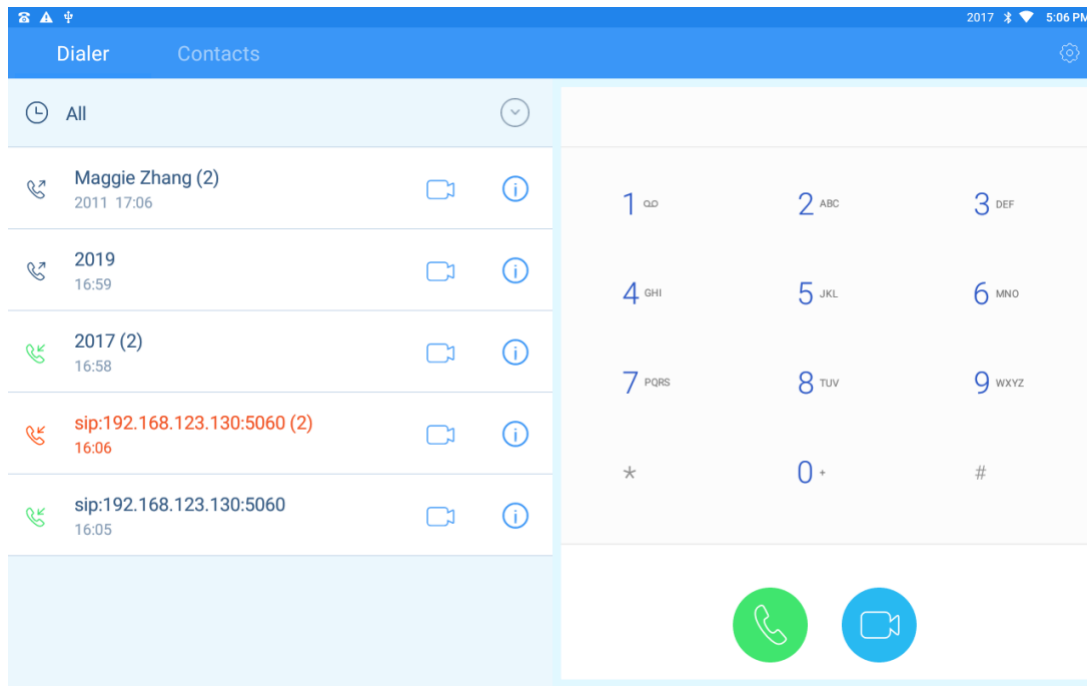 2017 5:06 PM
Dialer Contacts
All
Maggie Zhang (2)
2011 17:06
2019
16:59
2017 (2)
16:58
sip:192.168.123.130:5060 (2)
16:06
sip:192.168.123.130:5060
16:05
1 2 ABC 3 DEF
4 GHI 5 JKL 6 MNO
7 PQRS 8 TUV 9 WXYZ
* 0 + #